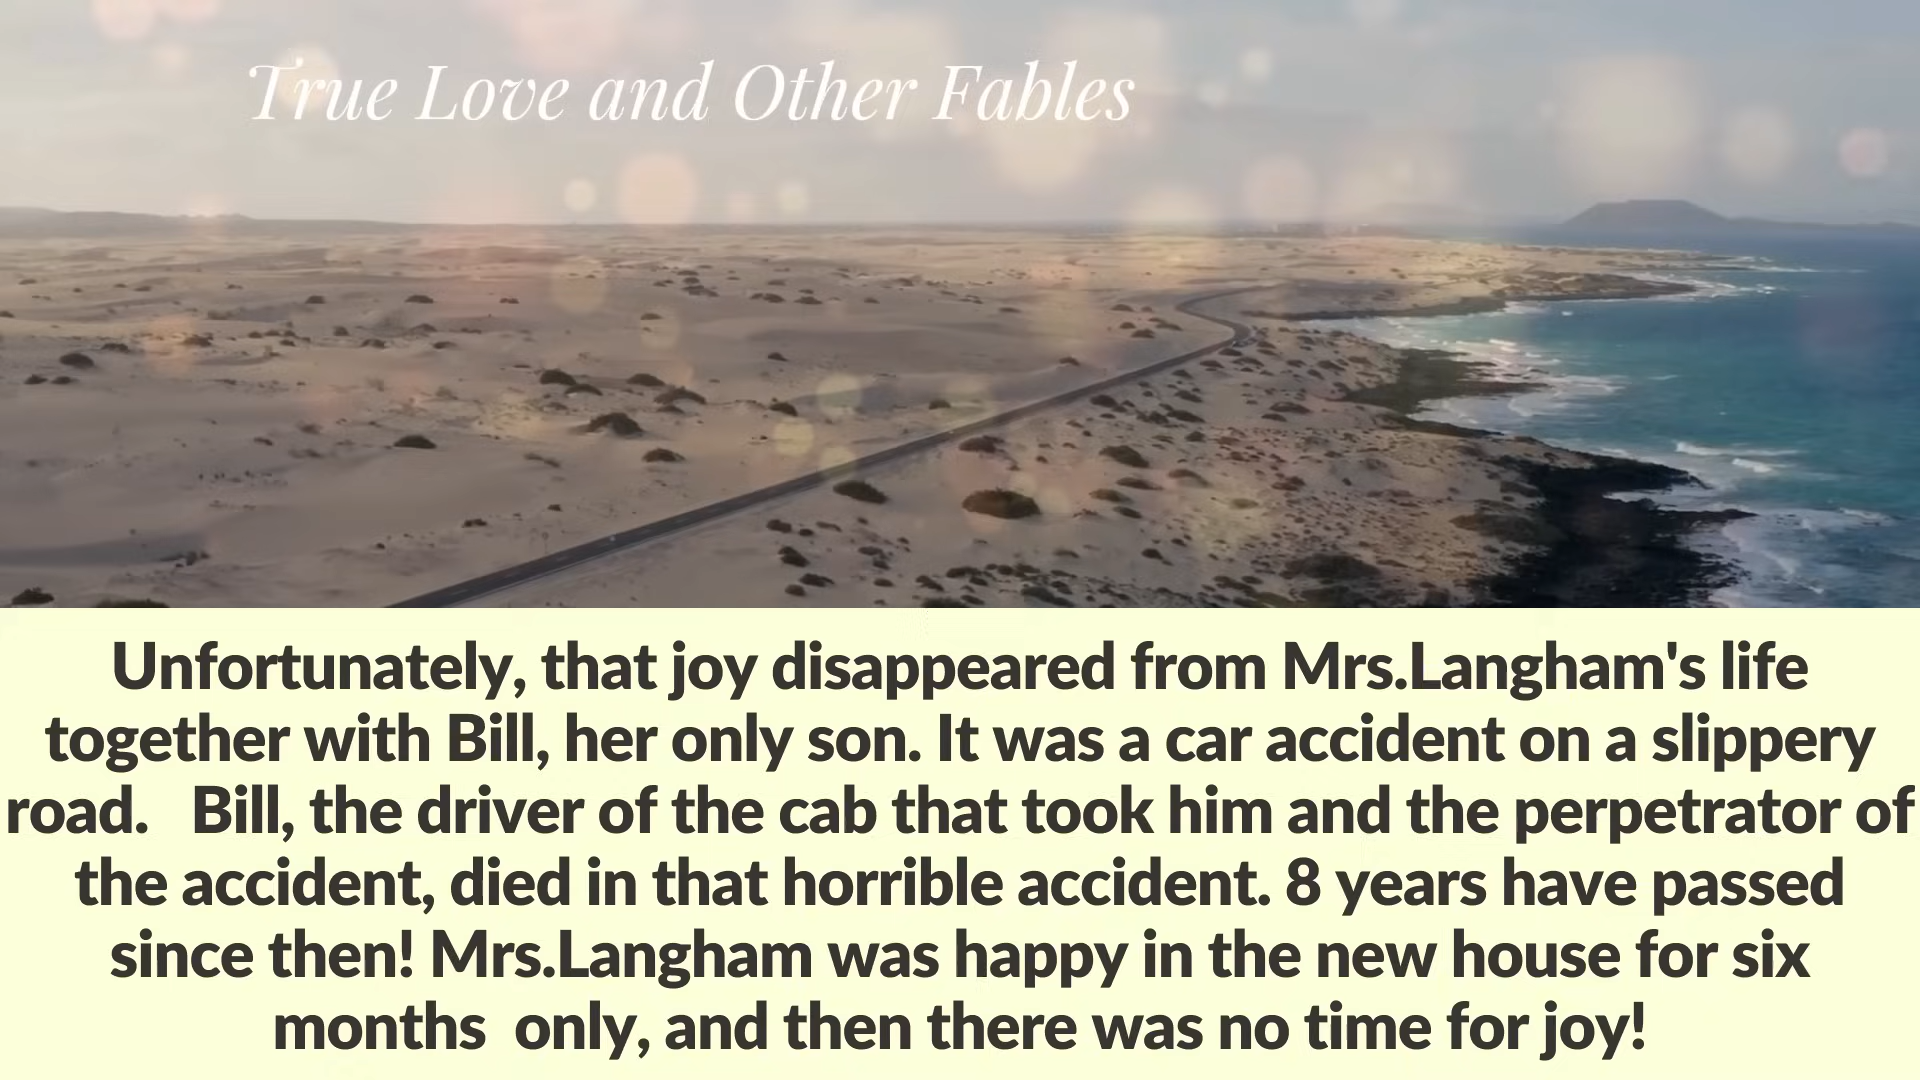 True Love and Other Fables
Unfortunately, that joy disappeared from Mrs.Langham's life
together with Bill, her only son. It was a car accident on a slippery
road.   Bill, the driver of the cab that took him and the perpetrator of
the accident, died in that horrible accident. 8 years have passed
since then! Mrs.Langham was happy in the new house for six
months  only, and then there was no time for joy!